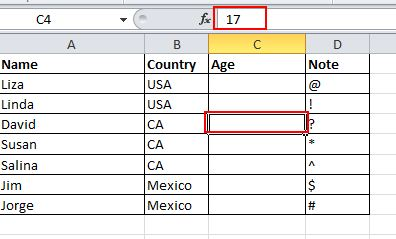 C4 fx 17
A B C D
Name Country Age Note
Liza USA @
Linda USA !
David CA ?
Susan CA *
Salina CA ^
Jim Mexico $
Jorge Mexico #